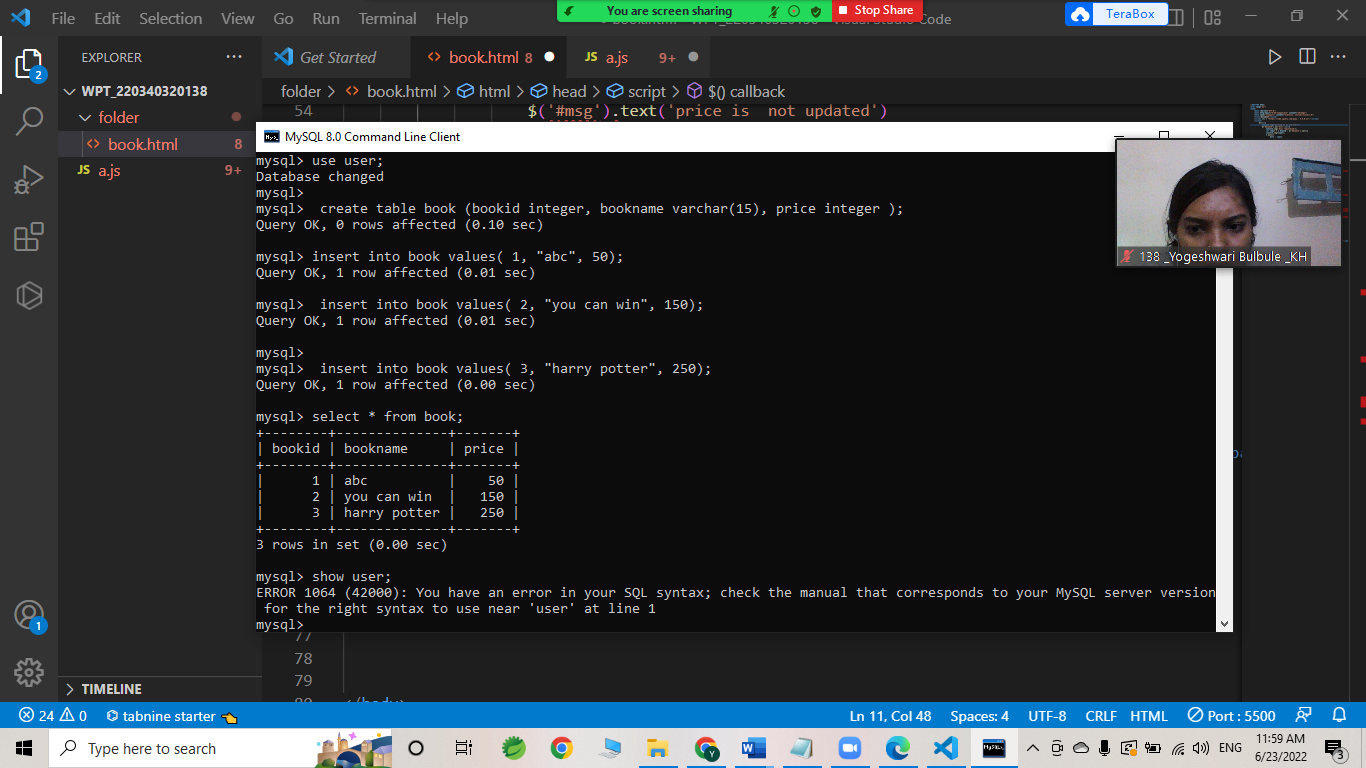 File Edit Selection View Go Run Terminal Help
You are screen sharing
Stop Share
TeraBox
Code
EXPLORER
Get Started
book.html 8
JS a.js 9+
WPT_220340320138
folder
book.html 8
JS a.js 9+
folder > book.html > html > head > script > $() callback
54 $('#msg').text('price is  not updated')
MySQL 8.0 Command Line Client
mysql> use user;
Database changed
mysql>
mysql>  create table book (bookid integer, bookname varchar(15), price integer );
Query OK, 0 rows affected (0.10 sec)
mysql> insert into book values( 1, "abc", 50);
Query OK, 1 row affected (0.01 sec)
mysql>  insert into book values( 2, "you can win", 150);
Query OK, 1 row affected (0.01 sec)
mysql>
mysql>  insert into book values( 3, "harry potter", 250);
Query OK, 1 row affected (0.00 sec)
mysql> select * from book;
+--------+--------------+-------+
| bookid | bookname     | price |
+--------+--------------+-------+
|      1 | abc          |    50 |
|      2 | you can win  |   150 |
|      3 | harry potter |   250 |
+--------+--------------+-------+
3 rows in set (0.00 sec)
mysql> show user;
ERROR 1064 (42000): You have an error in your SQL syntax; check the manual that corresponds to your MySQL server version
for the right syntax to use near 'user' at line 1
mysql>
138 _Yogeshwari Bulbule _KH
77
78
79
TIMELINE
24 0 tabnine starter
Ln 11, Col 48 Spaces: 4 UTF-8 CRLF HTML Port : 5500
Type here to search
ENG
11:59 AM
6/23/2022
3